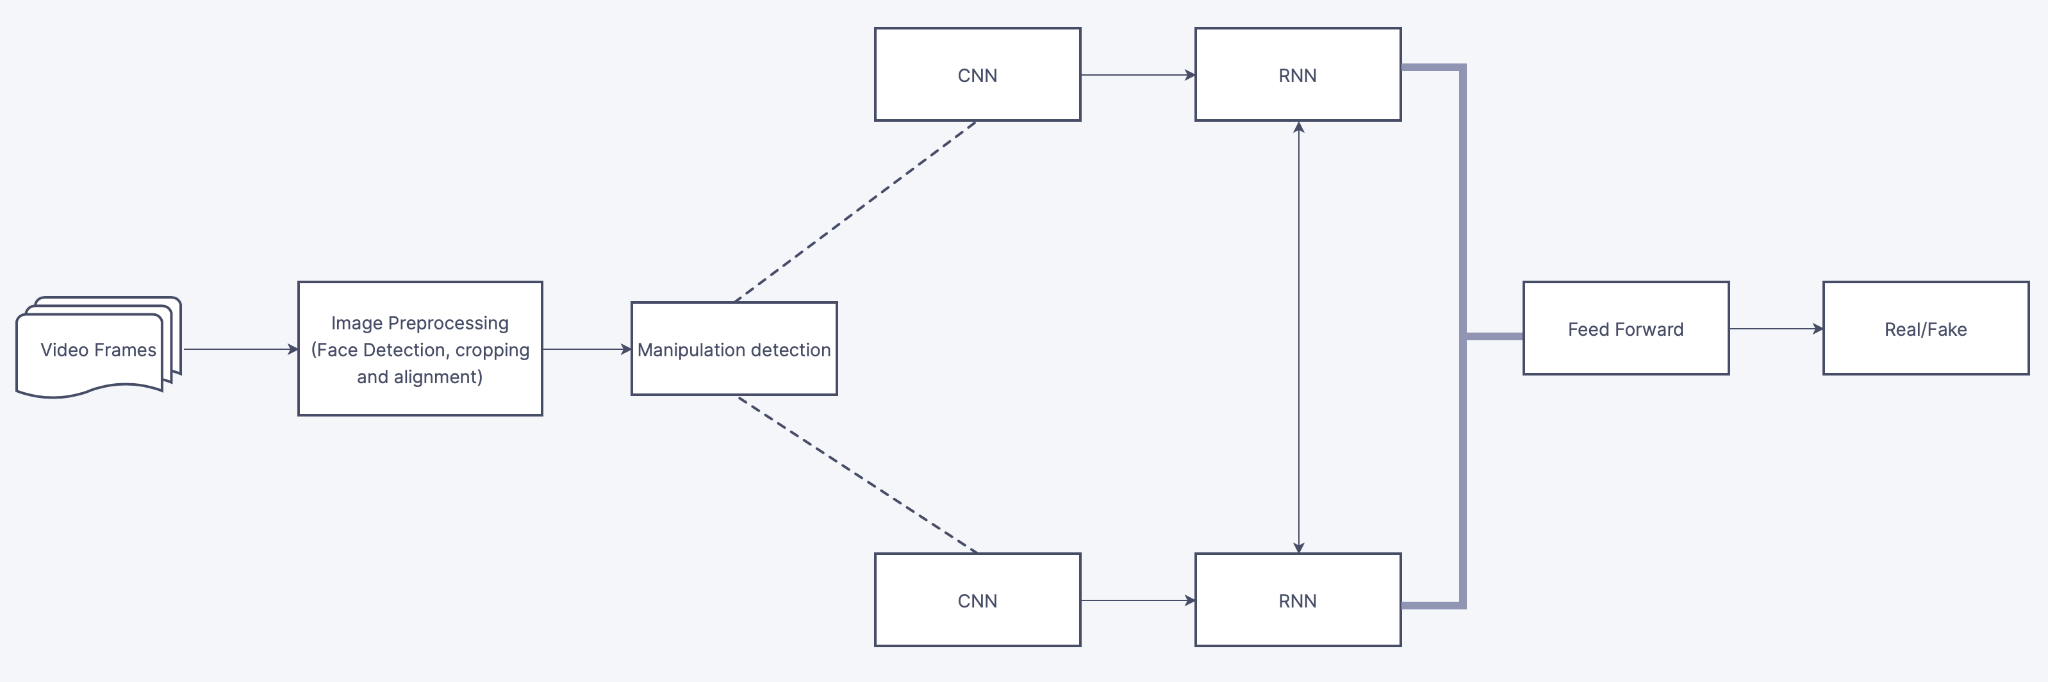 Video Frames
Image Preprocessing
(Face Detection, cropping
and alignment)
Manipulation detection
CNN
RNN
CNN
RNN
Feed Forward
Real/Fake